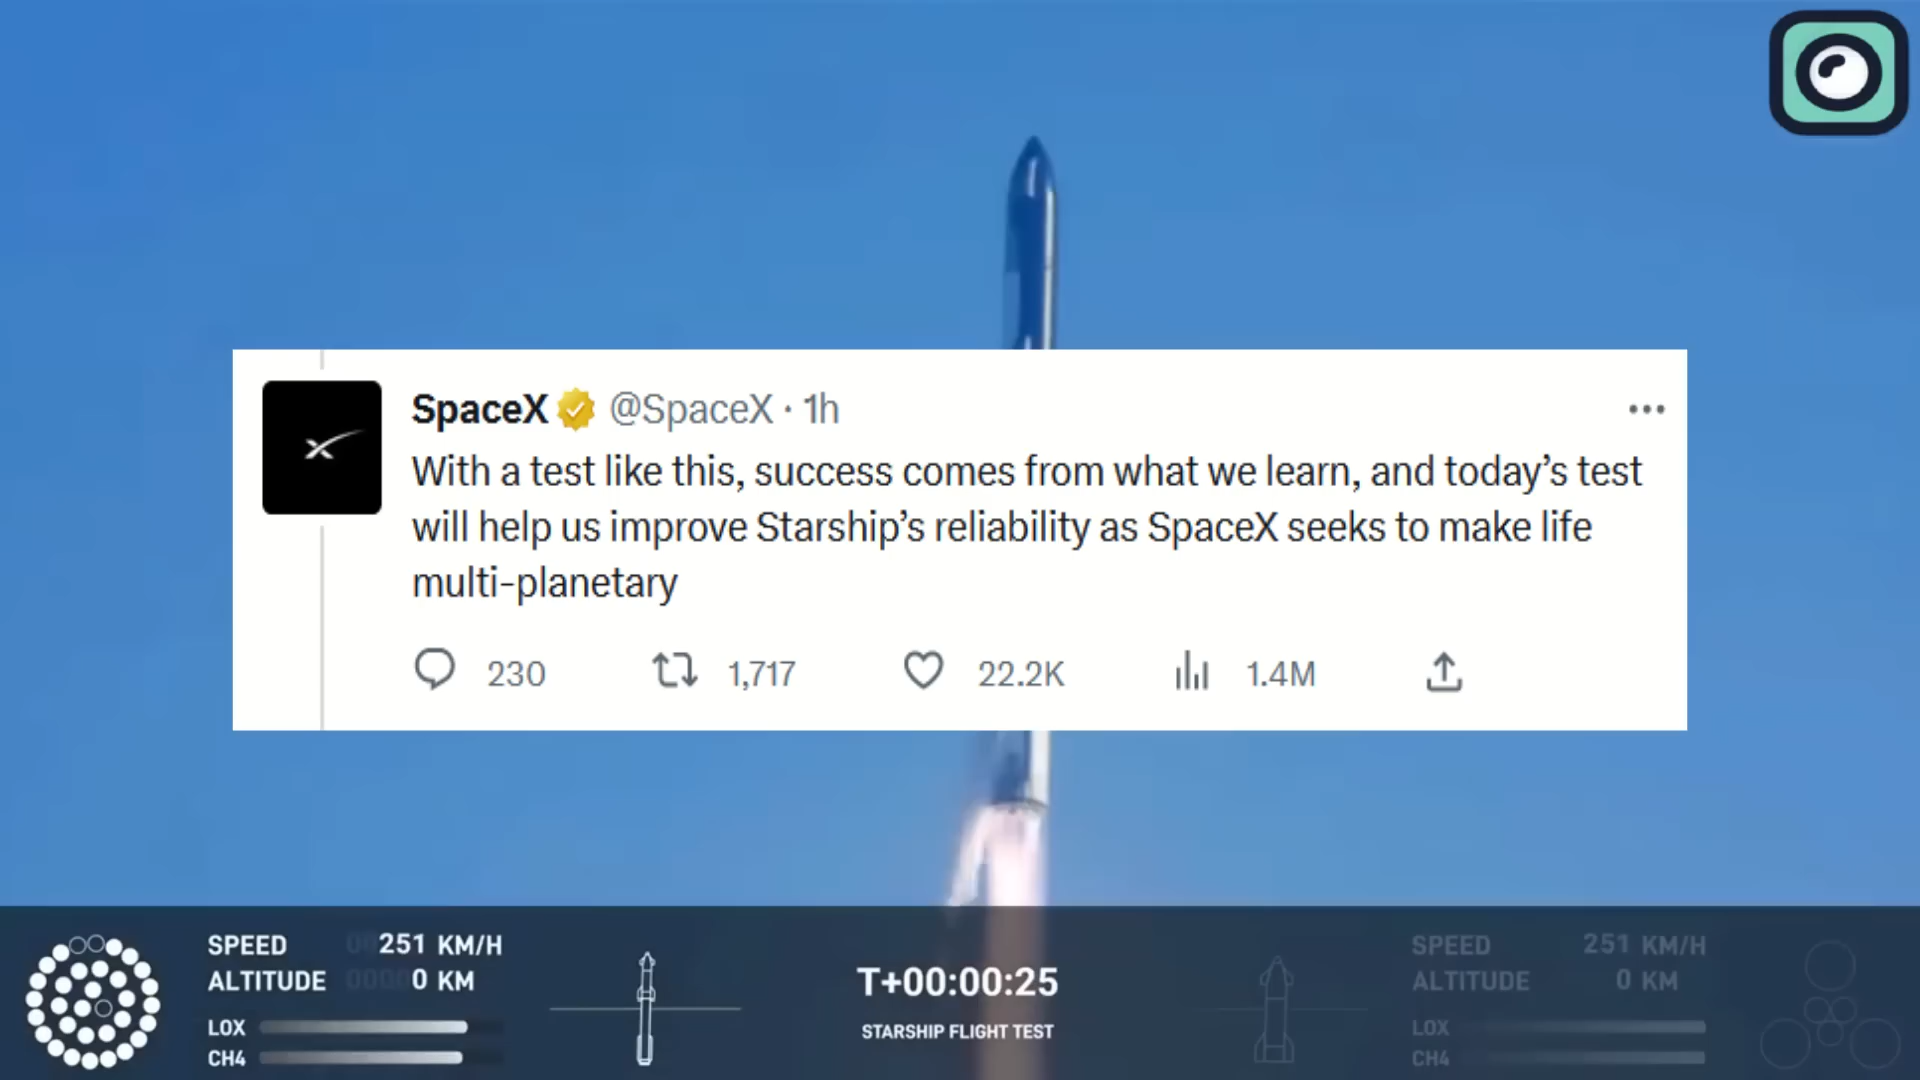 SpaceX @SpaceX · 1h
With a test like this, success comes from what we learn, and today’s test
will help us improve Starship’s reliability as SpaceX seeks to make life
multi-planetary
230 1,717 22.2K 1.4M
SPEED 251 KM/H
ALTITUDE 0 KM
LOX
CH4
T+00:00:25
STARSHIP FLIGHT TEST
SPEED 251 KM/H
ALTITUDE 0 KM
LOX
CH4